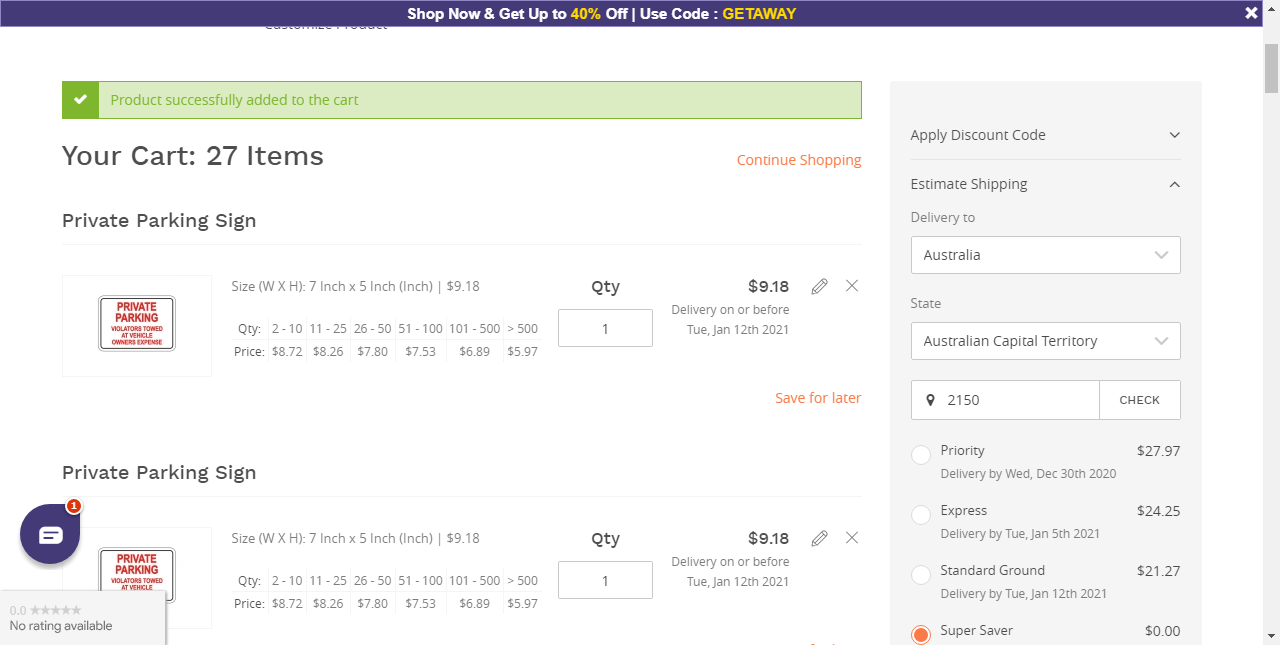 Shop Now & Get Up to 40% Off | Use Code : GETAWAY
Customize Product
Product successfully added to the cart
Your Cart: 27 Items
Continue Shopping
Private Parking Sign
PRIVATE
PARKING
VIOLATORS TOWED
AT VEHICLE
OWNERS EXPENSE
Size (W X H): 7 Inch x 5 Inch (Inch) | $9.18
Qty: 2 - 10 11 - 25 26 - 50 51 - 100 101 - 500 > 500
Price: $8.72 $8.26 $7.80 $7.53 $6.89 $5.97
Qty
1
$9.18
Delivery on or before
Tue, Jan 12th 2021
Save for later
Private Parking Sign
PRIVATE
PARKING
VIOLATORS TOWED
AT VEHICLE
Size (W X H): 7 Inch x 5 Inch (Inch) | $9.18
Qty: 2 - 10 11 - 25 26 - 50 51 - 100 101 - 500 > 500
Price: $8.72 $8.26 $7.80 $7.53 $6.89 $5.97
Qty
1
$9.18
Delivery on or before
Tue, Jan 12th 2021
1
0.0
No rating available
Apply Discount Code
Estimate Shipping
Delivery to
Australia
State
Australian Capital Territory
2150 CHECK
Priority $27.97
Delivery by Wed, Dec 30th 2020
Express $24.25
Delivery by Tue, Jan 5th 2021
Standard Ground $21.27
Delivery by Tue, Jan 12th 2021
Super Saver $0.00